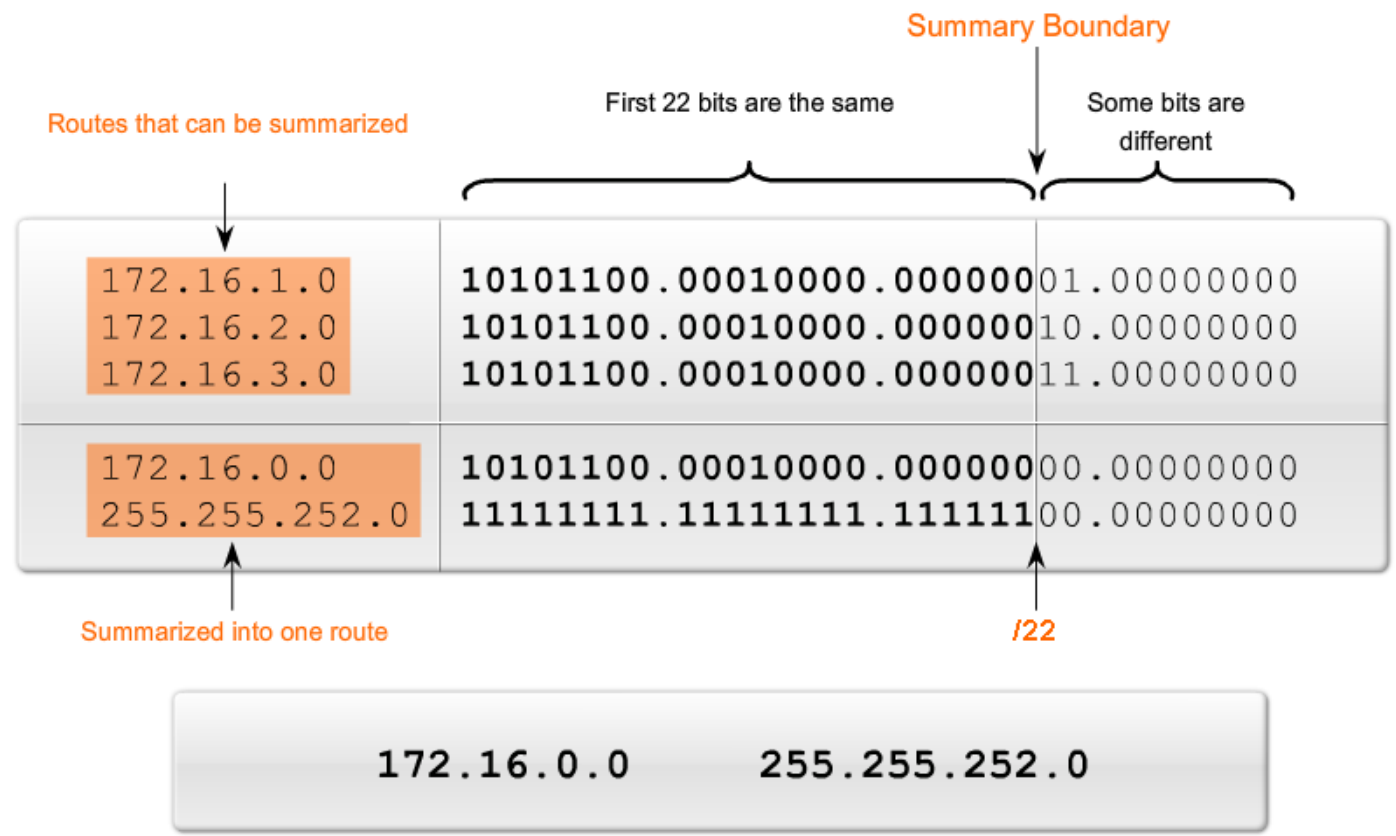 Summary Boundary
Routes that can be summarized
First 22 bits are the same
Some bits are
different
172.16.1.0 10101100.00010000.00000001.00000000
172.16.2.0 10101100.00010000.00000010.00000000
172.16.3.0 10101100.00010000.00000011.00000000
172.16.0.0 10101100.00010000.00000000.00000000
255.255.252.0 11111111.11111111.11111100.00000000
Summarized into one route
/22
172.16.0.0 255.255.252.0